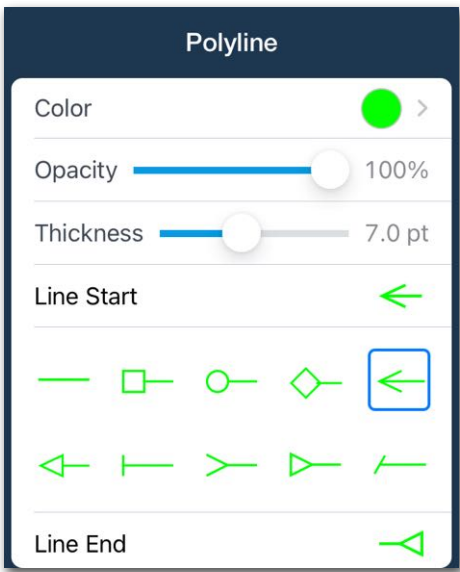 Polyline
Color
Opacity 100%
Thickness 7.0 pt
Line Start
Line End